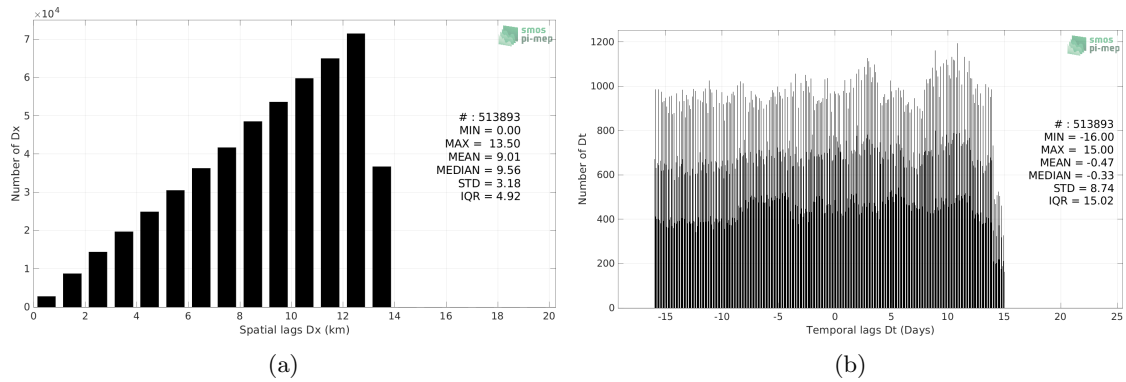 ×10⁴
7
6
5
4
3
2
1
0
Number of Dx
0 2 4 6 8 10 12 14 16 18 20
Spatial lags Dx (km)
smos
pi-mep
# : 513893
MIN = 0.00
MAX = 13.50
MEAN = 9.01
MEDIAN = 9.56
STD = 3.18
IQR = 4.92
(a)
1200
1000
800
600
400
200
0
Number of Dt
-15 -10 -5 0 5 10 15 20 25
Temporal lags Dt (Days)
smos
pi-mep
# : 513893
MIN = -16.00
MAX = 15.00
MEAN = -0.47
MEDIAN = -0.33
STD = 8.74
IQR = 15.02
(b)